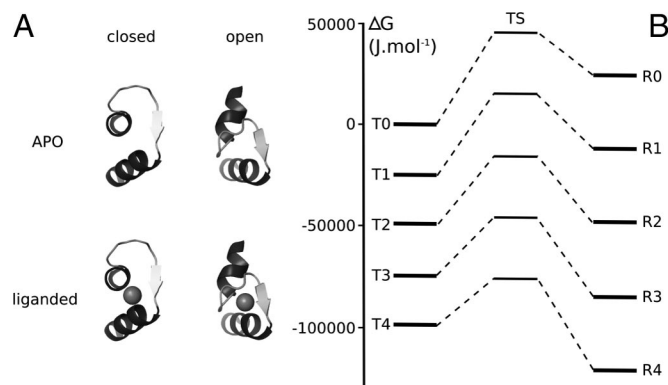 A
closed
open
APO
liganded
B
ΔG
(J.mol⁻¹)
TS
50000
0
-50000
-100000
T0
T1
T2
T3
T4
R0
R1
R2
R3
R4